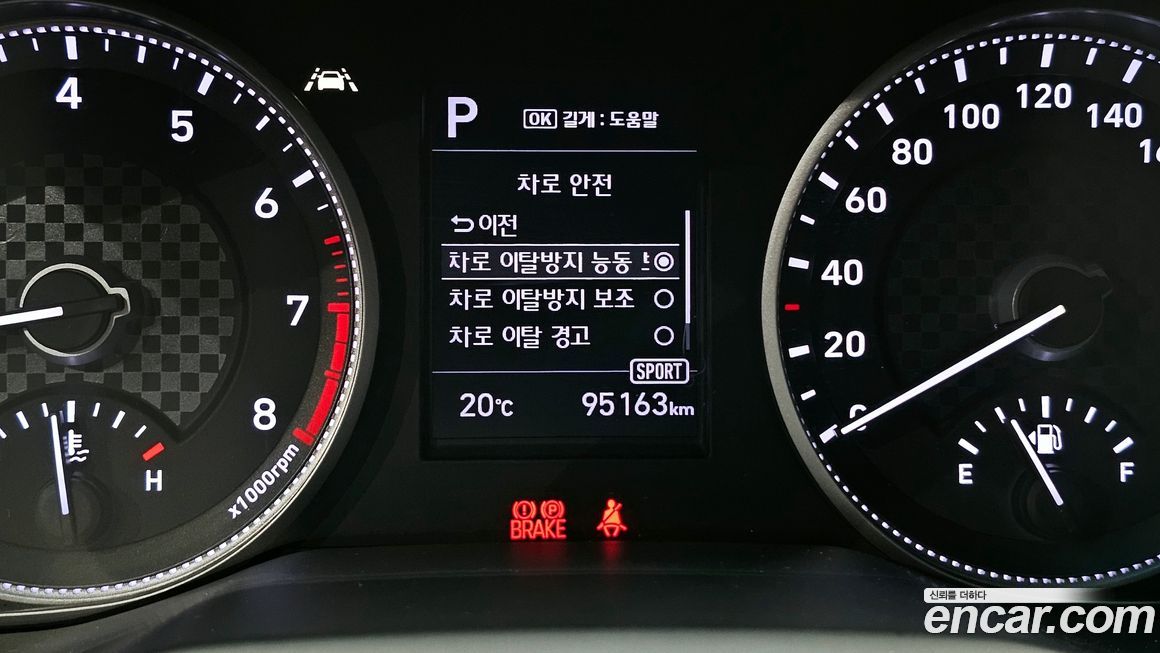 P
OK 길게 : 도움말
차로 안전
이전
차로 이탈방지 능동
차로 이탈방지 보조
차로 이탈 경고
SPORT
20°C 95163km
4
5
6
7
8
x1000rpm
H
0
20
40
60
80
100
120
140
E
F
BRAKE
신뢰를 더하다
encar.com